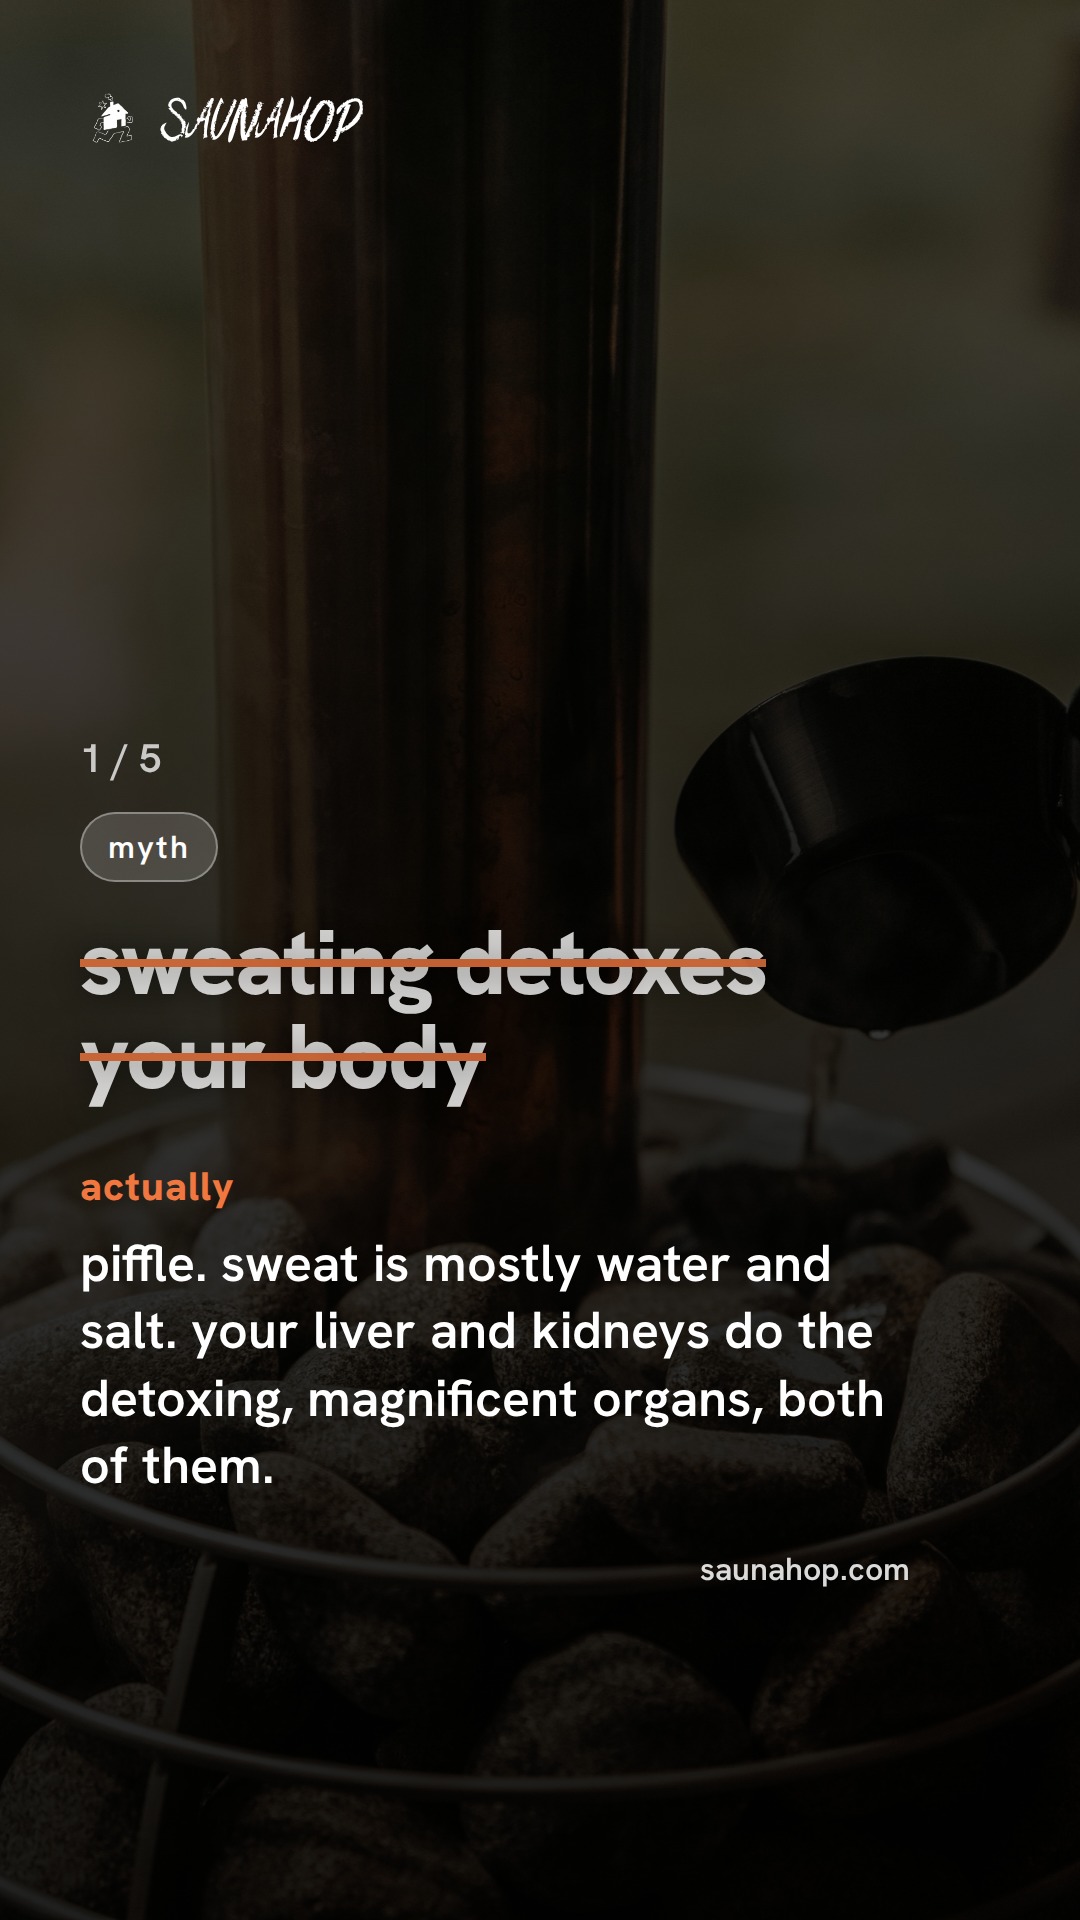 SAUNAHOP
1 / 5
myth
sweating detoxes
your body
actually
piffle. sweat is mostly water and
salt. your liver and kidneys do the
detoxing, magnificent organs, both
of them.
saunahop.com